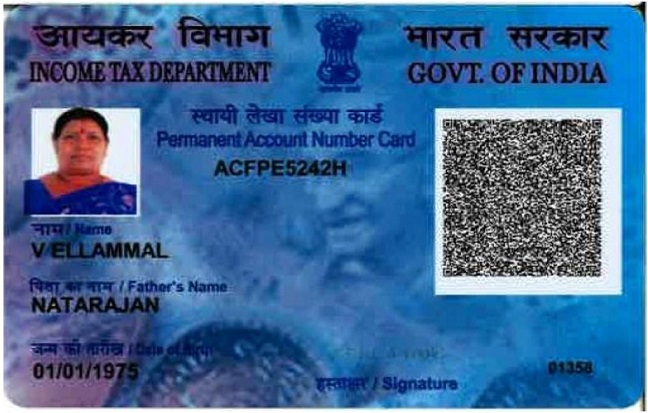 आयकर विभाग
INCOME TAX DEPARTMENT
भारत सरकार
GOVT. OF INDIA
स्थायी लेखा संख्या कार्ड
Permanent Account Number Card
ACFPE5242H
नाम / Name
V ELLAMMAL
पिता का नाम / Father's Name
NATARAJAN
जन्म की तारीख / Date of Birth
01/01/1975
हस्ताक्षर / Signature
01358